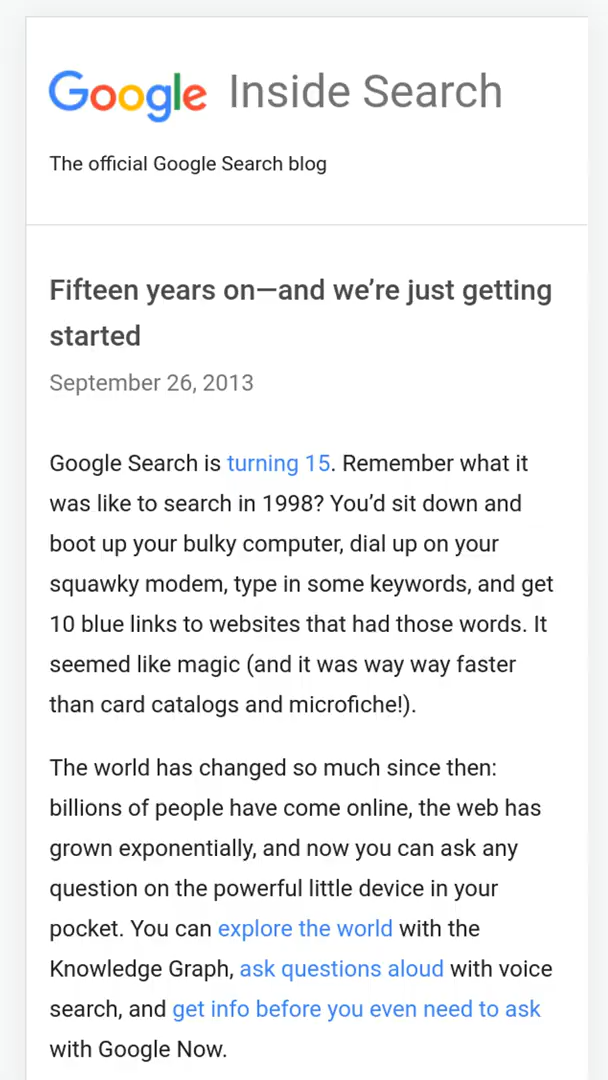 Google Inside Search
The official Google Search blog
Fifteen years on—and we’re just getting
started
September 26, 2013
Google Search is turning 15. Remember what it
was like to search in 1998? You’d sit down and
boot up your bulky computer, dial up on your
squawky modem, type in some keywords, and get
10 blue links to websites that had those words. It
seemed like magic (and it was way way faster
than card catalogs and microfiche!).
The world has changed so much since then:
billions of people have come online, the web has
grown exponentially, and now you can ask any
question on the powerful little device in your
pocket. You can explore the world with the
Knowledge Graph, ask questions aloud with voice
search, and get info before you even need to ask
with Google Now.